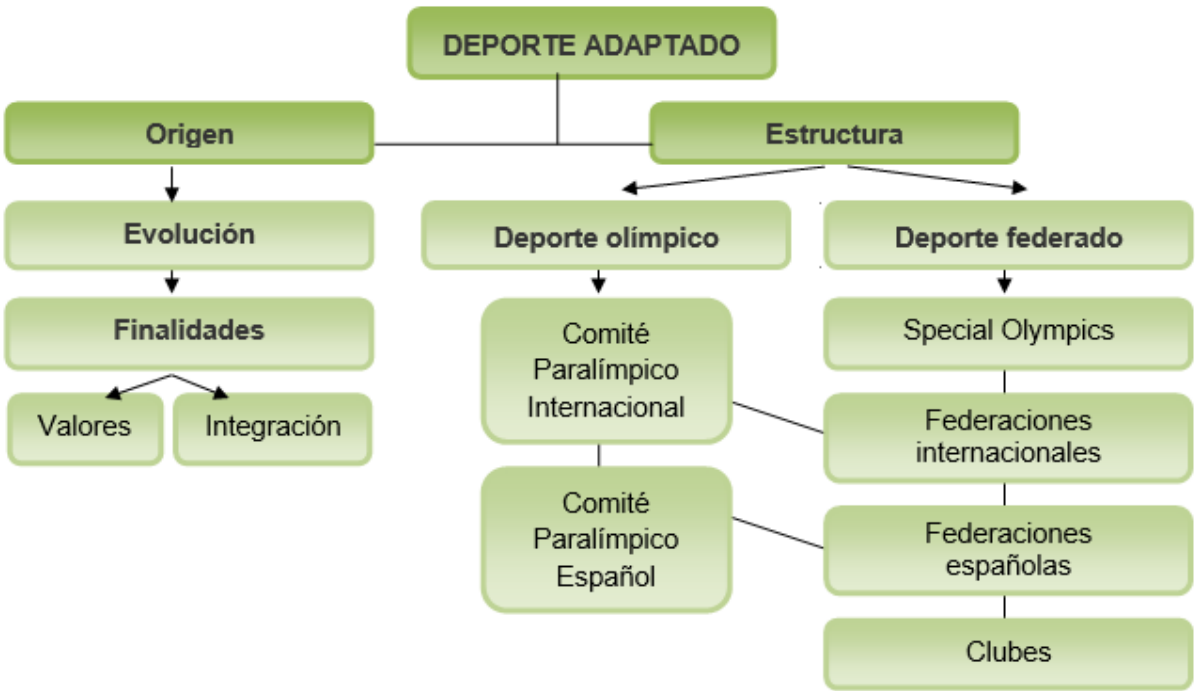 DEPORTE ADAPTADO
Origen
Estructura
Evolución
Deporte olímpico
Deporte federado
Finalidades
Valores
Integración
Comité
Paralímpico
Internacional
Comité
Paralímpico
Español
Special Olympics
Federaciones
internacionales
Federaciones
españolas
Clubes